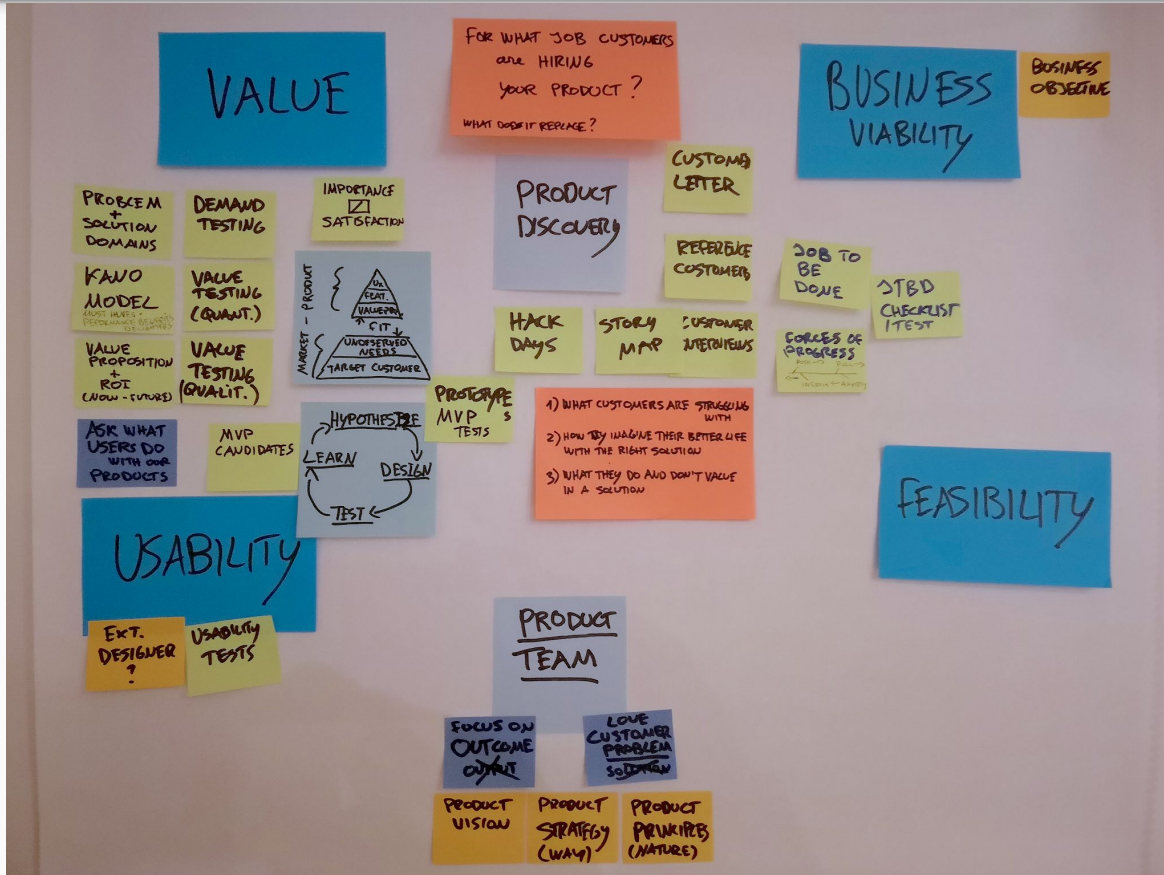 VALUE
FOR WHAT JOB CUSTOMERS
are HIRING
YOUR PRODUCT?
WHAT DOES IT REPLACE?
BUSINESS
VIABILITY
BUSINESS
OBJECTIVE
PROBLEM
+
SOLUTION
DOMAINS
DEMAND
TESTING
IMPORTANCE
SATISFACTION
PRODUCT
DISCOVERY
CUSTOMER
LETTER
KANO
MODEL
MUST HAVES
PERFORMANCE BENEFITS
VALUE
TESTING
(QUANT.)
MARKET - PRODUCT
UX
FEAT.
VALUE PROP.
FIT
UNDESERVED
NEEDS
TARGET CUSTOMER
REFERENCE
CUSTOMERS
JOB TO
BE
DONE
JTBD
CHECKLIST
/TEST
VALUE
PROPOSITION
+
ROI
(NOW - FUTURE)
VALUE
TESTING
(QUALIT.)
HACK
DAYS
STORY
MAP
CUSTOMER
INTERVIEWS
FORCES OF
PROGRESS
ASK WHAT
USERS DO
WITH OUR
PRODUCTS
MVP
CANDIDATES
HYPOTHESIZE
DESIGN
TEST
LEARN
PROTOTYPES
MVP
TESTS
1) WHAT CUSTOMERS ARE STRUGGLING
WITH
2) HOW THEY IMAGINE THEIR BETTER LIFE
WITH THE RIGHT SOLUTION
3) WHAT THEY DO AND DON'T VALUE
IN A SOLUTION
USABILITY
FEASIBILITY
EXT.
DESIGNER
?
USABILITY
TESTS
PRODUCT
TEAM
FOCUS ON
OUTCOME
OUTPUT
LOVE
CUSTOMER
PROBLEM
SOLUTION
PRODUCT
VISION
PRODUCT
STRATEGY
(WAY)
PRODUCT
PRINCIPLES
(NATURE)